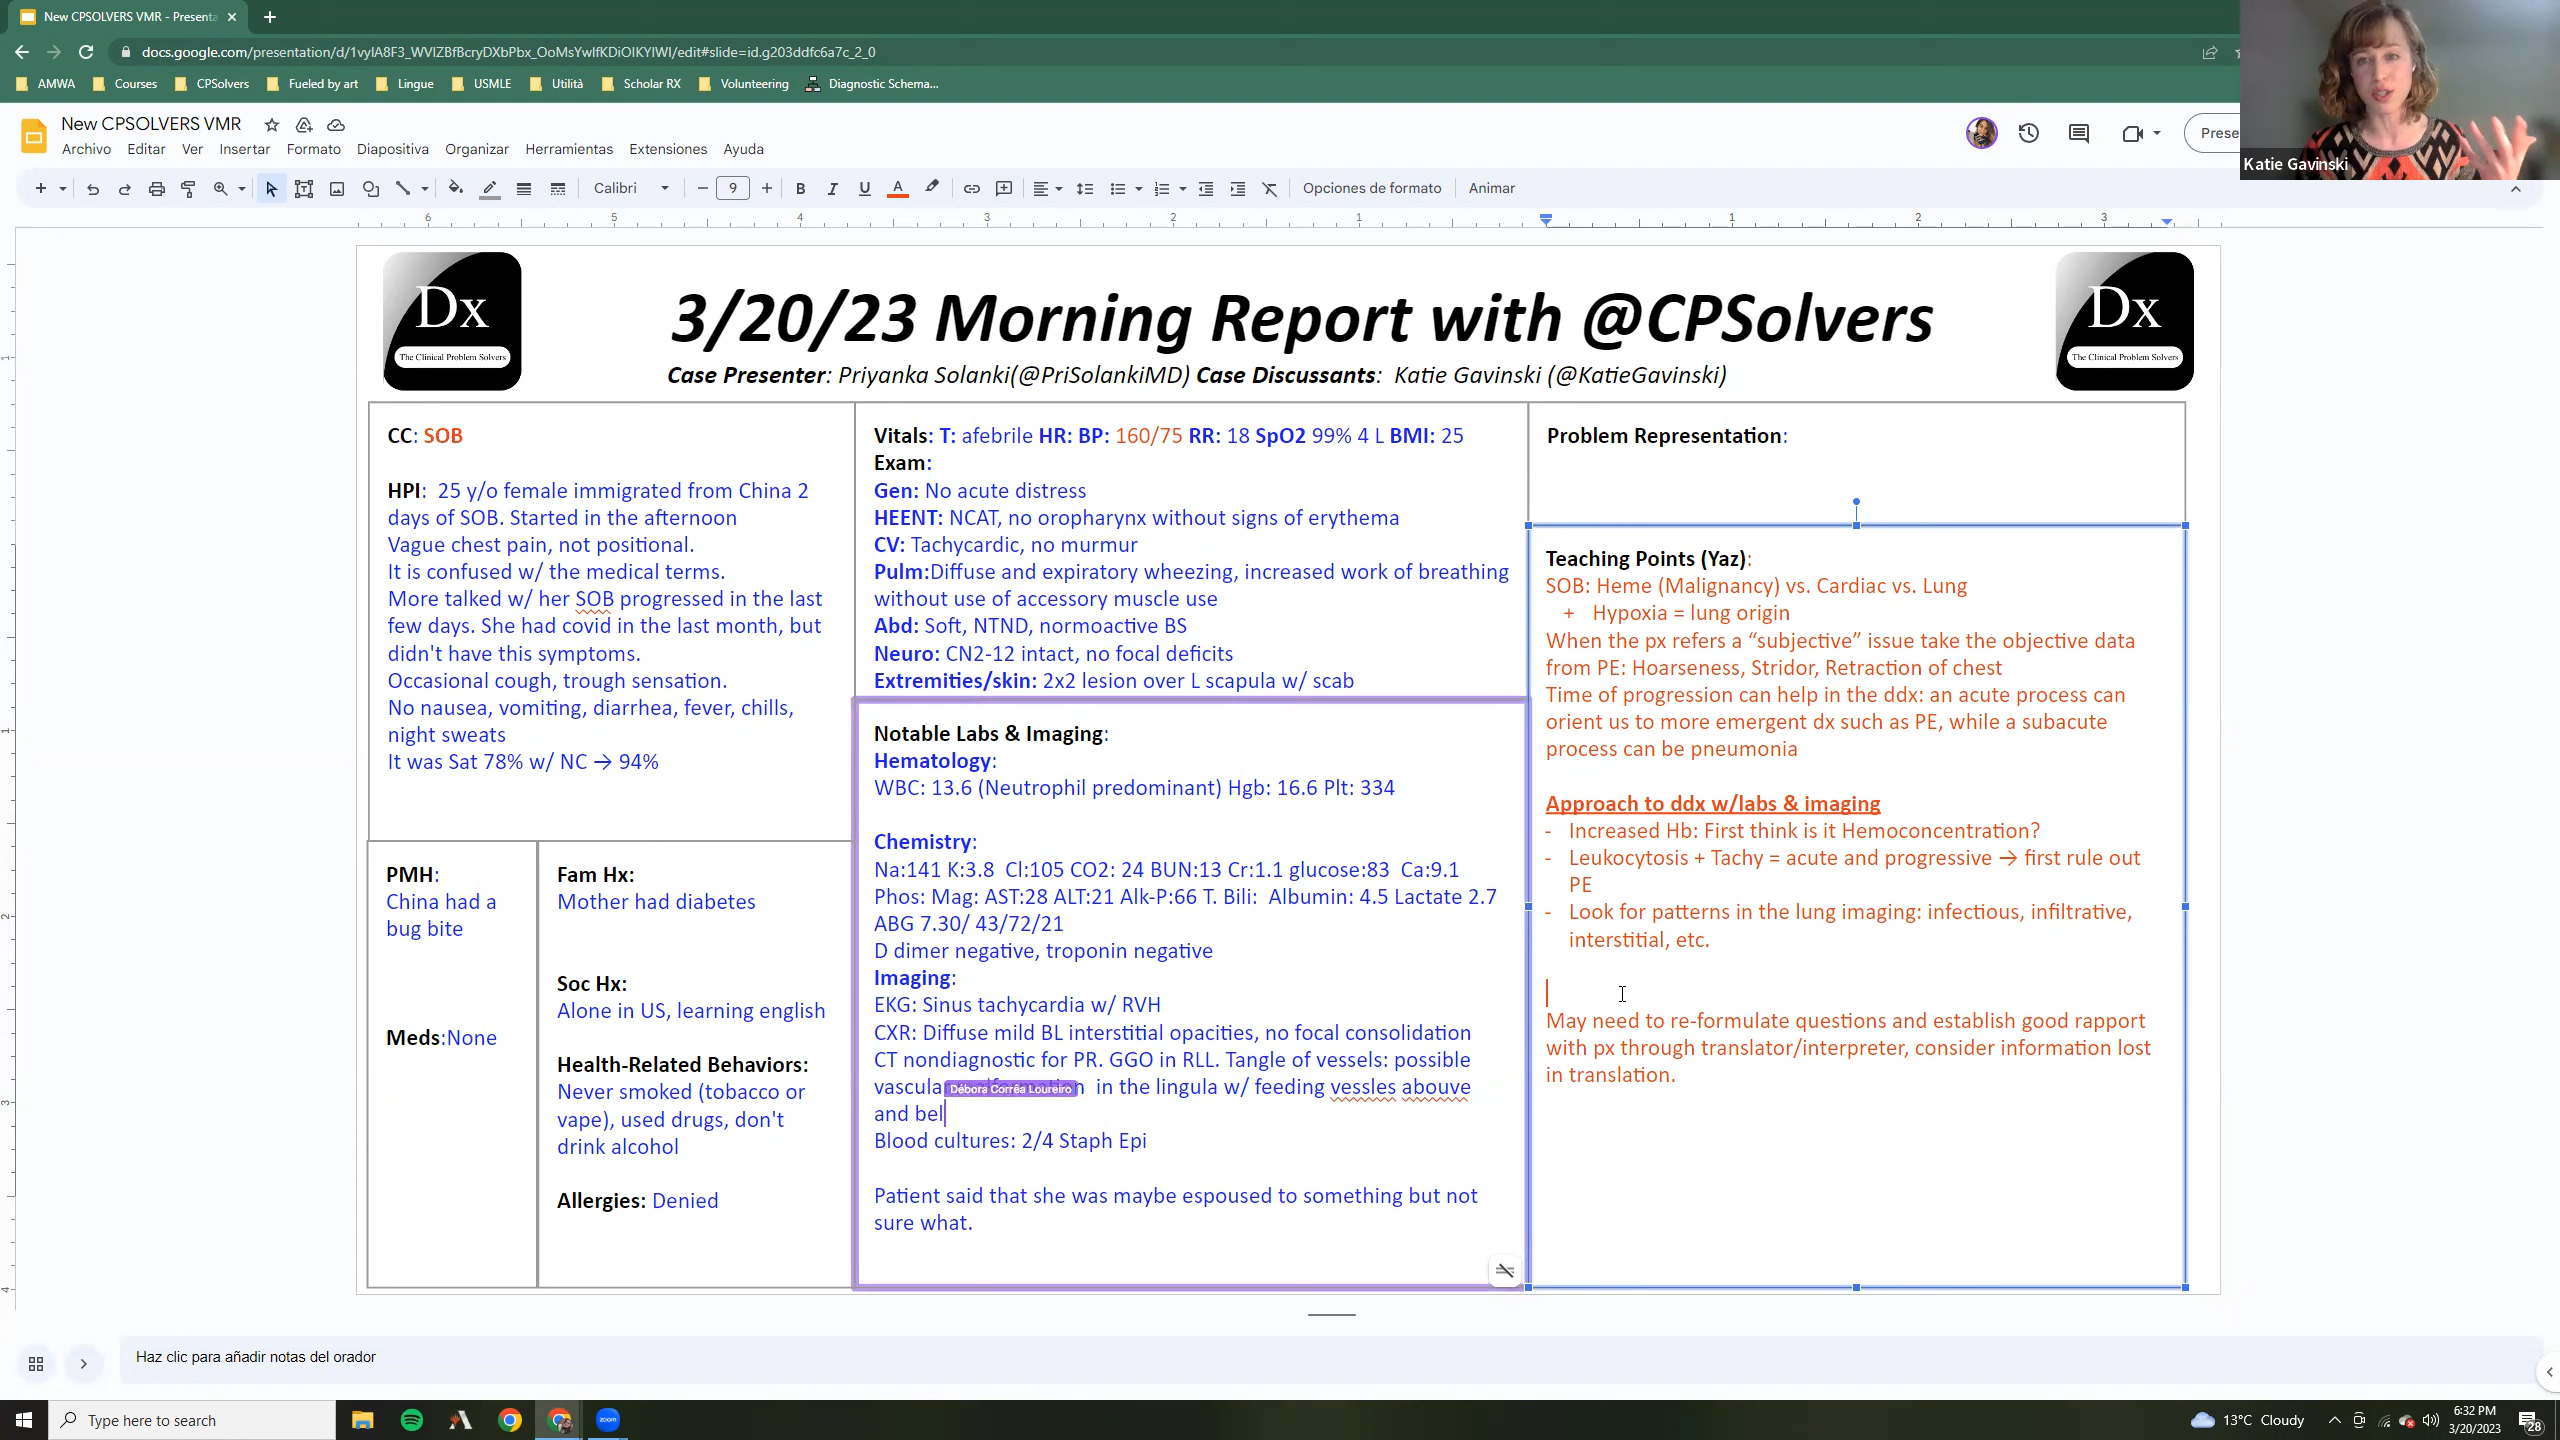 New CPSOLVERS VMR - Presenta
docs.google.com/presentation/d/1vylA8F3_WVIZBfBcryDXbPbx_OoMsYwlfKDiOIKYIWI/edit#slide=id.g203ddfc6a7c_2_0
AMWA Courses CPSolvers Fueled by art Lingue USMLE Utilità Scholar RX Volunteering Diagnostic Schema...
Katie Gavinski
New CPSOLVERS VMR
Archivo Editar Ver Insertar Formato Diapositiva Organizar Herramientas Extensiones Ayuda
Prese
Calibri 9 Opciones de formato Animar
6 5 4 3 2 1 1 2 3
Dx
The Clinical Problem Solvers
3/20/23 Morning Report with @CPSolvers
Case Presenter: Priyanka Solanki(@PriSolankiMD) Case Discussants: Katie Gavinski (@KatieGavinski)
Dx
The Clinical Problem Solvers
CC: SOB
HPI: 25 y/o female immigrated from China 2
days of SOB. Started in the afternoon
Vague chest pain, not positional.
It is confused w/ the medical terms.
More talked w/ her SOB progressed in the last
few days. She had covid in the last month, but
didn't have this symptoms.
Occasional cough, trough sensation.
No nausea, vomiting, diarrhea, fever, chills,
night sweats
It was Sat 78% w/ NC → 94%
PMH:
China had a
bug bite
Meds:None
Fam Hx:
Mother had diabetes
Soc Hx:
Alone in US, learning english
Health-Related Behaviors:
Never smoked (tobacco or
vape), used drugs, don't
drink alcohol
Allergies: Denied
Vitals: T: afebrile HR: BP: 160/75 RR: 18 SpO2 99% 4 L BMI: 25
Exam:
Gen: No acute distress
HEENT: NCAT, no oropharynx without signs of erythema
CV: Tachycardic, no murmur
Pulm:Diffuse and expiratory wheezing, increased work of breathing
without use of accessory muscle use
Abd: Soft, NTND, normoactive BS
Neuro: CN2-12 intact, no focal deficits
Extremities/skin: 2x2 lesion over L scapula w/ scab
Notable Labs & Imaging:
Hematology:
WBC: 13.6 (Neutrophil predominant) Hgb: 16.6 Plt: 334
Chemistry:
Na:141 K:3.8 Cl:105 CO2: 24 BUN:13 Cr:1.1 glucose:83 Ca:9.1
Phos: Mag: AST:28 ALT:21 Alk-P:66 T. Bili: Albumin: 4.5 Lactate 2.7
ABG 7.30/ 43/72/21
D dimer negative, troponin negative
Imaging:
EKG: Sinus tachycardia w/ RVH
CXR: Diffuse mild BL interstitial opacities, no focal consolidation
CT nondiagnostic for PR. GGO in RLL. Tangle of vessels: possible
vascular in the lingula w/ feeding vessles abouve
Débora Corrêa Loureiro
and bel
Blood cultures: 2/4 Staph Epi
Patient said that she was maybe espoused to something but not
sure what.
Problem Representation:
Teaching Points (Yaz):
SOB: Heme (Malignancy) vs. Cardiac vs. Lung
+ Hypoxia = lung origin
When the px refers a “subjective” issue take the objective data
from PE: Hoarseness, Stridor, Retraction of chest
Time of progression can help in the ddx: an acute process can
orient us to more emergent dx such as PE, while a subacute
process can be pneumonia
Approach to ddx w/labs & imaging
- Increased Hb: First think is it Hemoconcentration?
- Leukocytosis + Tachy = acute and progressive → first rule out
PE
- Look for patterns in the lung imaging: infectious, infiltrative,
interstitial, etc.
May need to re-formulate questions and establish good rapport
with px through translator/interpreter, consider information lost
in translation.
Haz clic para añadir notas del orador
Type here to search
zoom
13°C Cloudy
6:32 PM
3/20/2023
28